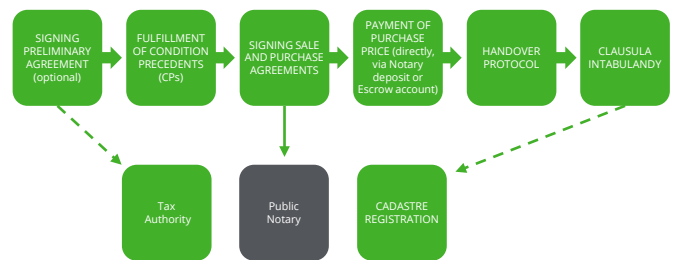 SIGNING
PRELIMINARY
AGREEMENT
(optional)
FULFILLMENT
OF CONDITION
PRECEDENTS
(CPs)
SIGNING SALE
AND PURCHASE
AGREEMENTS
PAYMENT OF
PURCHASE
PRICE (directly,
via Notary
deposit or
Escrow account)
HANDOVER
PROTOCOL
CLAUSULA
INTABULANDY
Tax
Authority
Public
Notary
CADASTRE
REGISTRATION